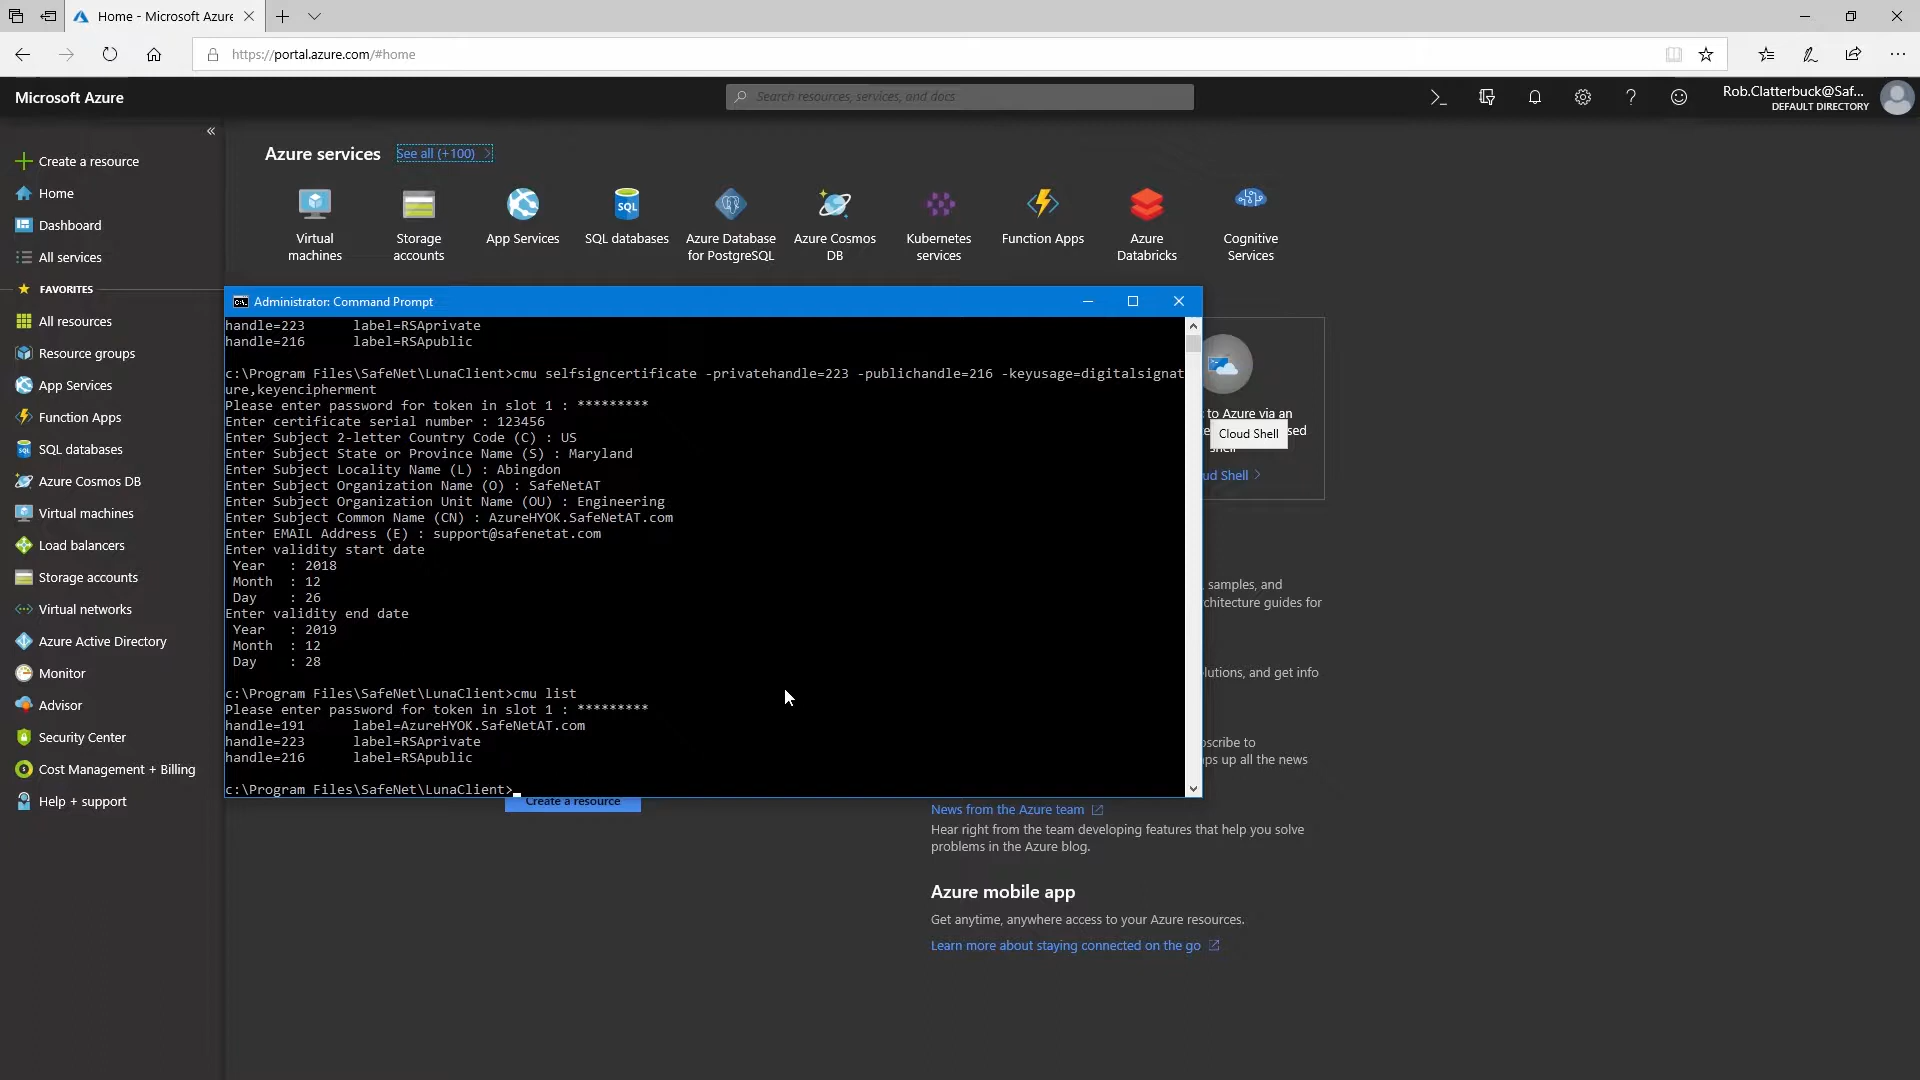 Home - Microsoft Azure
https://portal.azure.com/#home
Microsoft Azure
Search resources, services, and docs
Rob.Clatterbuck@Saf...
DEFAULT DIRECTORY
Create a resource
Home
Dashboard
All services
FAVORITES
All resources
Resource groups
App Services
Function Apps
SQL databases
Azure Cosmos DB
Virtual machines
Load balancers
Storage accounts
Virtual networks
Azure Active Directory
Monitor
Advisor
Security Center
Cost Management + Billing
Help + support
Azure services
See all (+100)
Virtual machines
Storage accounts
App Services
SQL
SQL databases
Azure Database for PostgreSQL
Azure Cosmos DB
Kubernetes services
Function Apps
Azure Databricks
Cognitive Services
Administrator: Command Prompt
handle=223      label=RSAprivate
handle=216      label=RSApublic
c:\Program Files\SafeNet\LunaClient>cmu selfsigncertificate -privatehandle=223 -publichandle=216 -keyusage=digitalsignat
ure,keyencipherment
Please enter password for token in slot 1 : *********
Enter certificate serial number : 123456
Enter Subject 2-letter Country Code (C) : US
Enter Subject State or Province Name (S) : Maryland
Enter Subject Locality Name (L) : Abingdon
Enter Subject Organization Name (O) : SafeNetAT
Enter Subject Organization Unit Name (OU) : Engineering
Enter Subject Common Name (CN) : AzureHYOK.SafeNetAT.com
Enter EMAIL Address (E) : support@safenetat.com
Enter validity start date
Year   : 2018
Month  : 12
Day    : 26
Enter validity end date
Year   : 2019
Month  : 12
Day    : 28
c:\Program Files\SafeNet\LunaClient>cmu list
Please enter password for token in slot 1 : *********
handle=191      label=AzureHYOK.SafeNetAT.com
handle=223      label=RSAprivate
handle=216      label=RSApublic
c:\Program Files\SafeNet\LunaClient>
to Azure via an
Cloud Shell
Shell
Create a resource
samples, and
guides for
and get info
to
ps up all the news
News from the Azure team
Hear right from the team developing features that help you solve
problems in the Azure blog.
Azure mobile app
Get anytime, anywhere access to your Azure resources.
Learn more about staying connected on the go